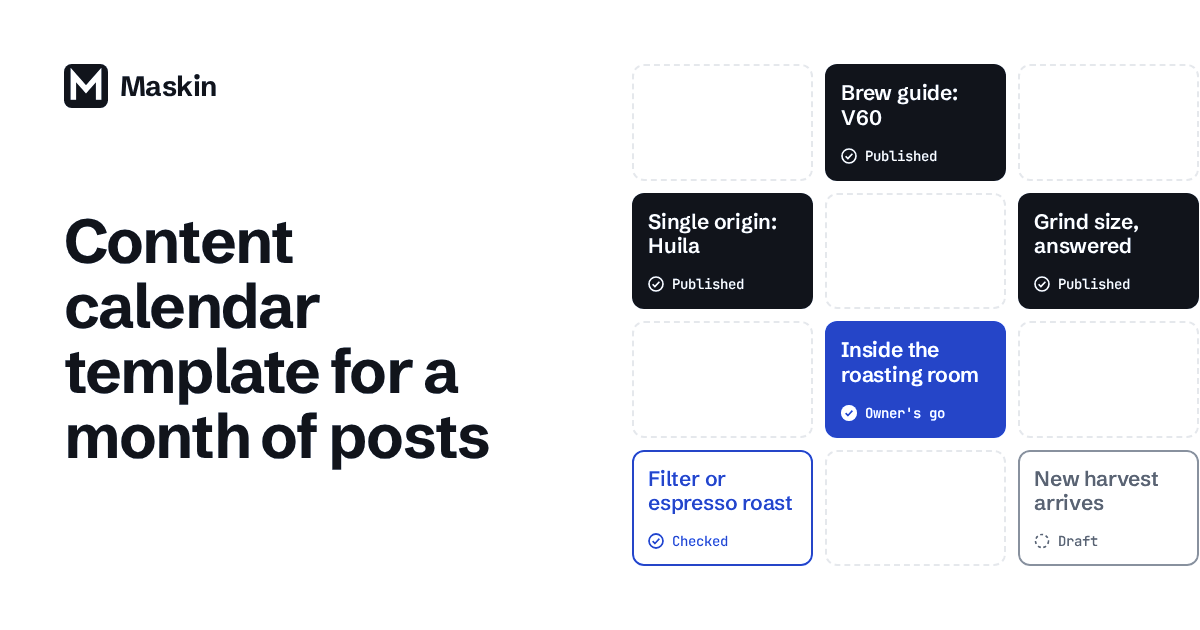 Maskin
Content
calendar
template for a
month of posts
Brew guide:
V60
Published
Single origin:
Huila
Published
Grind size,
answered
Published
Inside the
roasting room
Owner's go
Filter or
espresso roast
Checked
New harvest
arrives
Draft